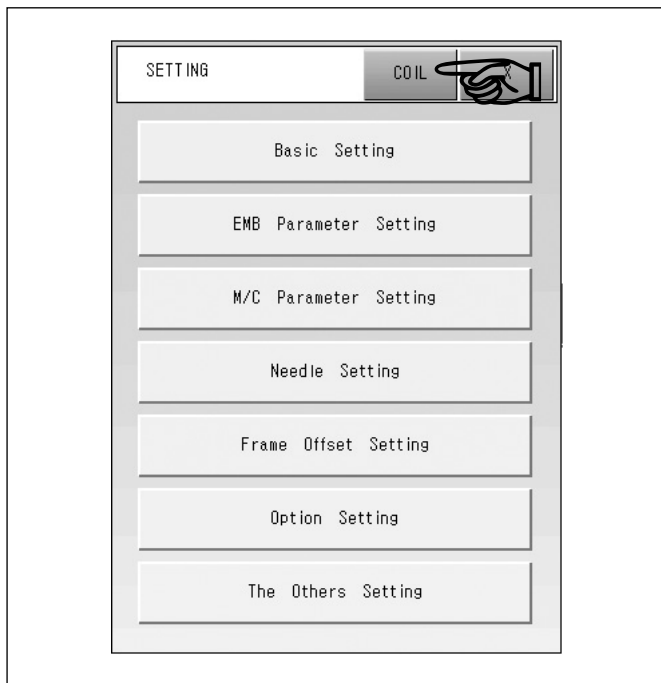 SETTING COIL X
Basic Setting
EMB Parameter Setting
M/C Parameter Setting
Needle Setting
Frame Offset Setting
Option Setting
The Others Setting